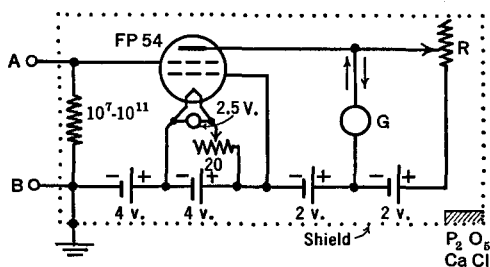 FP 54
A
R
10⁷-10¹¹
2.5 V.
G
20
B
- + - + - + - +
4 v. 4 v. 2 v. 2 v.
Shield
P₂ O₅
Ca Cl